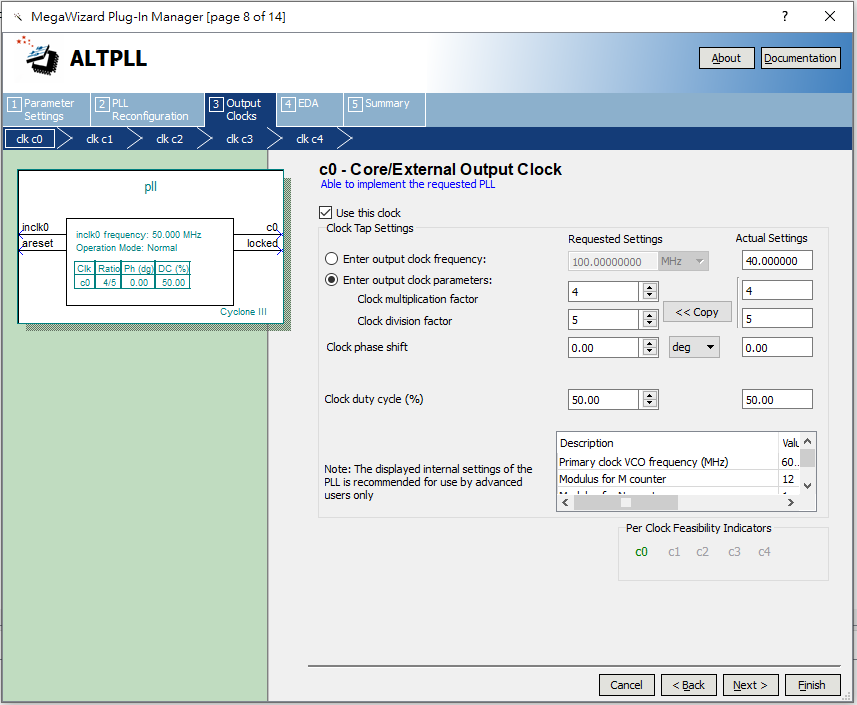 MegaWizard Plug-In Manager [page 8 of 14]
?
ALTPLL
About
Documentation
1 Parameter Settings
2 PLL Reconfiguration
3 Output Clocks
4 EDA
5 Summary
clk c0
clk c1
clk c2
clk c3
clk c4
pll
inclk0
areset
c0
locked
inclk0 frequency: 50.000 MHz
Operation Mode: Normal
Clk Ratio Ph (dg) DC (%)
c0 4/5 0.00 50.00
Cyclone III
c0 - Core/External Output Clock
Able to implement the requested PLL
Use this clock
Clock Tap Settings
Requested Settings
Actual Settings
Enter output clock frequency:
100.00000000
MHz
40.000000
Enter output clock parameters:
Clock multiplication factor
4
<< Copy
4
Clock division factor
5
5
Clock phase shift
0.00
deg
0.00
Clock duty cycle (%)
50.00
50.00
Note: The displayed internal settings of the
PLL is recommended for use by advanced
users only
Description
Primary clock VCO frequency (MHz) 60..
Modulus for M counter 12
Per Clock Feasibility Indicators
c0 c1 c2 c3 c4
Cancel
< Back
Next >
Finish